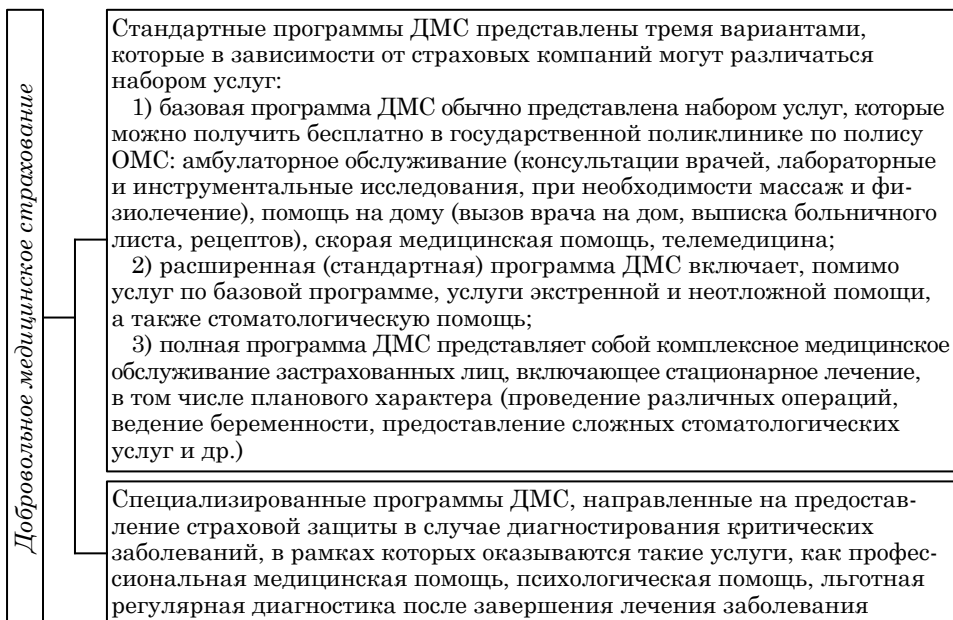 Добровольное медицинское страхование
Стандартные программы ДМС представлены тремя вариантами,
которые в зависимости от страховых компаний могут различаться
набором услуг:
1) базовая программа ДМС обычно представлена набором услуг, которые
можно получить бесплатно в государственной поликлинике по полису
ОМС: амбулаторное обслуживание (консультации врачей, лабораторные
и инструментальные исследования, при необходимости массаж и фи-
зиолечение), помощь на дому (вызов врача на дом, выписка больничного
листа, рецептов), скорая медицинская помощь, телемедицина;
2) расширенная (стандартная) программа ДМС включает, помимо
услуг по базовой программе, услуги экстренной и неотложной помощи,
а также стоматологическую помощь;
3) полная программа ДМС представляет собой комплексное медицинское
обслуживание застрахованных лиц, включающее стационарное лечение,
в том числе планового характера (проведение различных операций,
ведение беременности, предоставление сложных стоматологических
услуг и др.)
Специализированные программы ДМС, направленные на предостав-
ление страховой защиты в случае диагностирования критических
заболеваний, в рамках которых оказываются такие услуги, как профес-
сиональная медицинская помощь, психологическая помощь, льготная
регулярная диагностика после завершения лечения заболевания